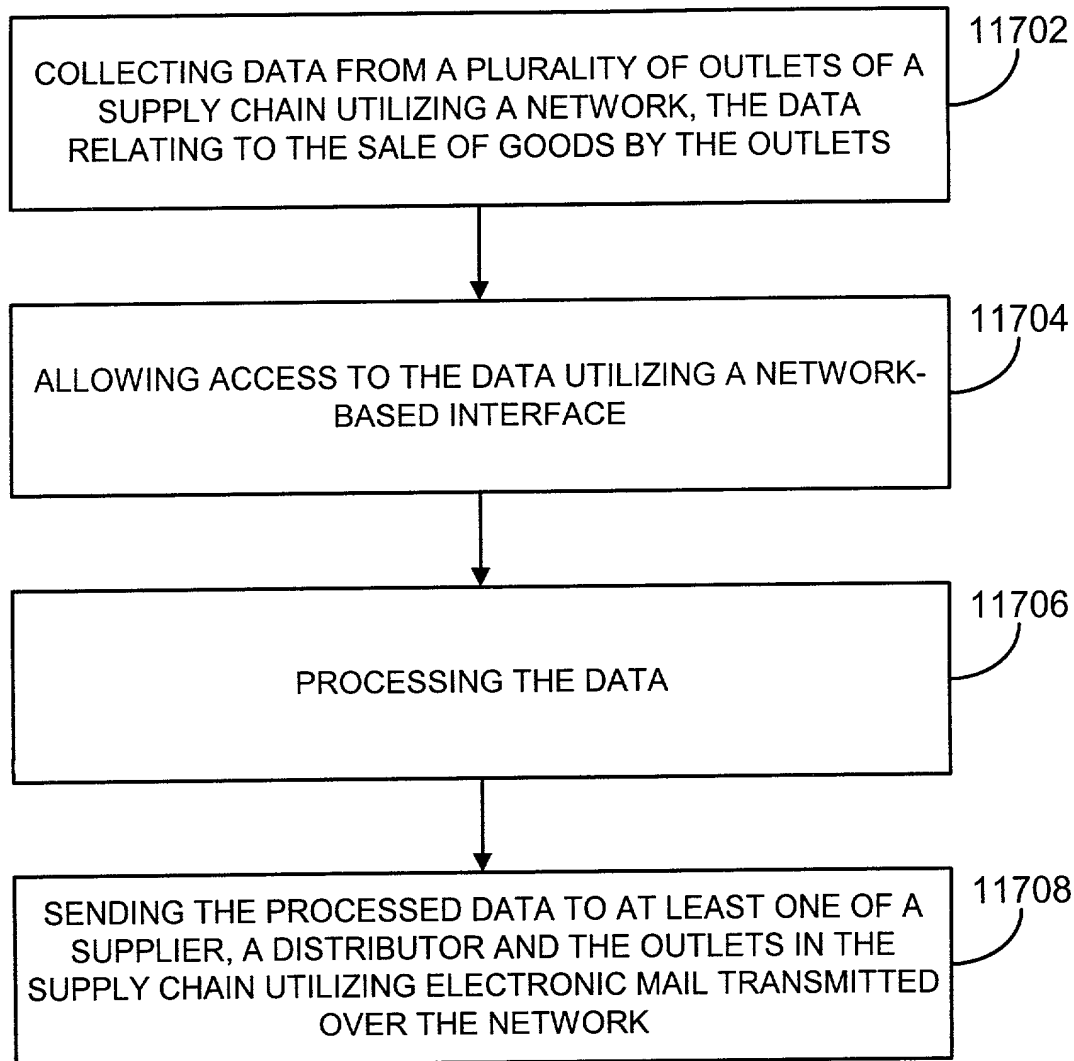 11702
COLLECTING DATA FROM A PLURALITY OF OUTLETS OF A
SUPPLY CHAIN UTILIZING A NETWORK, THE DATA
RELATING TO THE SALE OF GOODS BY THE OUTLETS
11704
ALLOWING ACCESS TO THE DATA UTILIZING A NETWORK-
BASED INTERFACE
11706
PROCESSING THE DATA
11708
SENDING THE PROCESSED DATA TO AT LEAST ONE OF A
SUPPLIER, A DISTRIBUTOR AND THE OUTLETS IN THE
SUPPLY CHAIN UTILIZING ELECTRONIC MAIL TRANSMITTED
OVER THE NETWORK